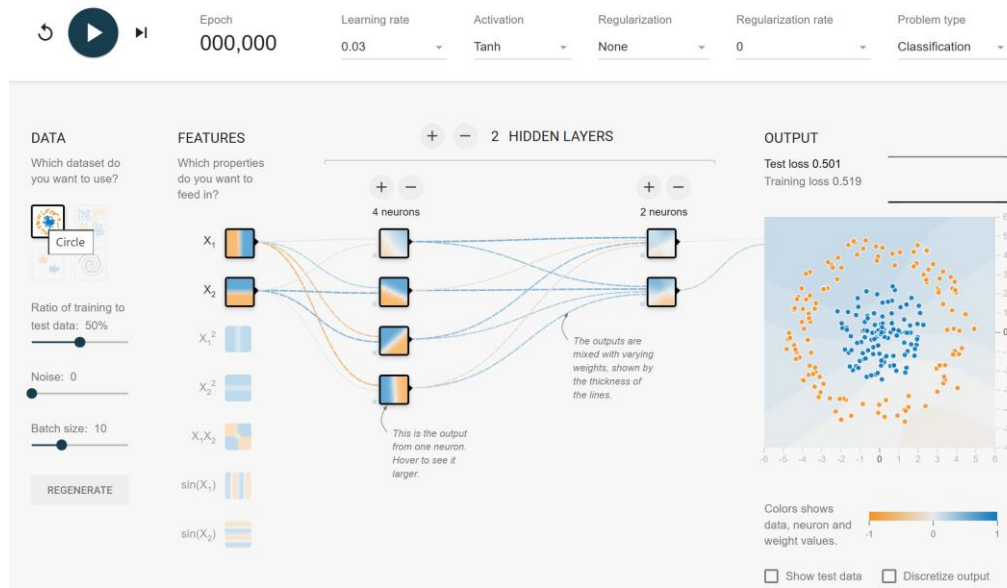 Epoch
000,000
Learning rate
0.03
Activation
Tanh
Regularization
None
Regularization rate
0
Problem type
Classification
DATA
Which dataset do
you want to use?
Circle
Ratio of training to
test data: 50%
Noise: 0
Batch size: 10
REGENERATE
FEATURES
Which properties
do you want to
feed in?
X₁
X₂
X₁²
X₂²
X₁X₂
sin(X₁)
sin(X₂)
+ − 2 HIDDEN LAYERS
+ −
4 neurons
+ −
2 neurons
This is the output
from one neuron.
Hover to see it
larger.
The outputs are
mixed with varying
weights, shown by
the thickness of
the lines.
OUTPUT
Test loss 0.501
Training loss 0.519
-6 -5 -4 -3 -2 -1 0 1 2 3 4 5 6
Colors shows
data, neuron and
weight values.
-1 0 1
Show test data
Discretize output